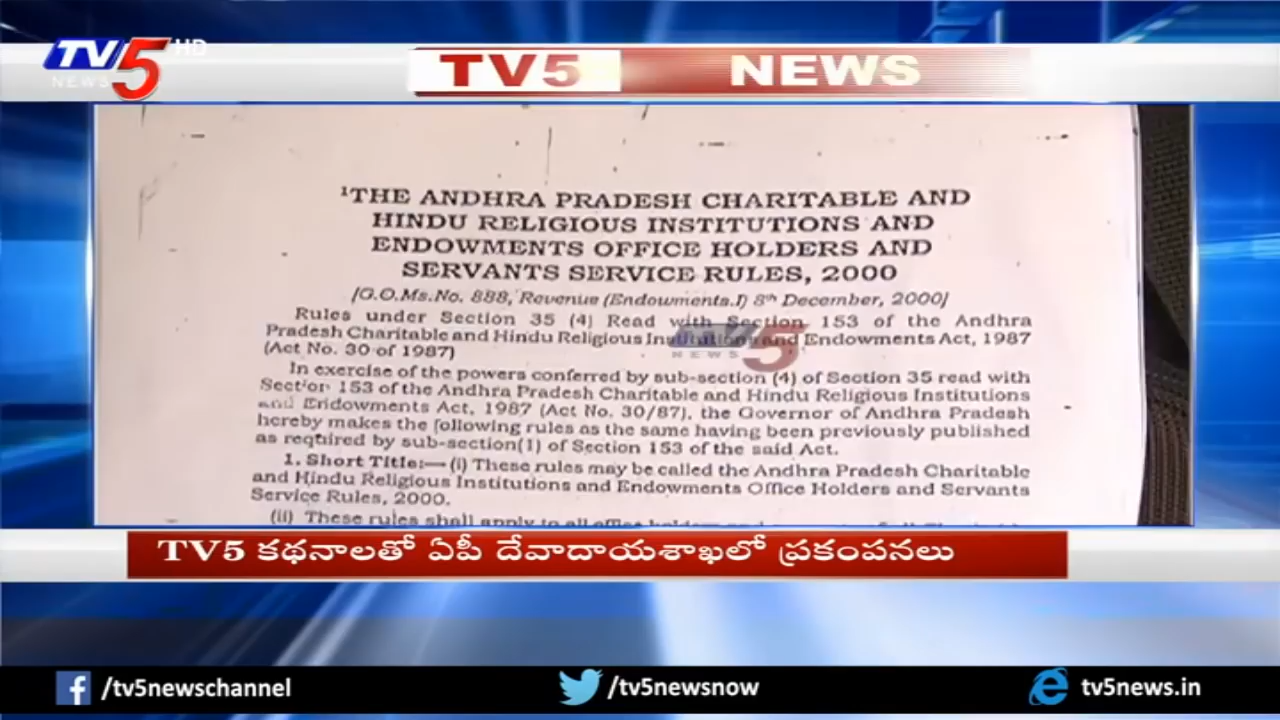 TV5 HD
NEWS
TV5 NEWS
¹THE ANDHRA PRADESH CHARITABLE AND
HINDU RELIGIOUS INSTITUTIONS AND
ENDOWMENTS OFFICE HOLDERS AND
SERVANTS SERVICE RULES, 2000
[G.O.Ms.No. 888, Revenue (Endowments.I) 8th December, 2000]
Rules under Section 35 (4) Read with Section 153 of the Andhra
Pradesh Charitable and Hindu Religious Institutions and Endowments Act, 1987
(Act No. 30 of 1987)
TV5
NEWS
In exercise of the powers conferred by sub-section (4) of Section 35 read with
Section 153 of the Andhra Pradesh Charitable and Hindu Religious Institutions
and Endowments Act, 1987 (Act No. 30/87), the Governor of Andhra Pradesh
hereby makes the following rules as the same having been previously published
as required by sub-section(1) of Section 153 of the said Act.
1. Short Title:— (i) These rules may be called the Andhra Pradesh Charitable
and Hindu Religious Institutions and Endowments Office Holders and Servants
Service Rules, 2000.
(ii) These rules shall apply to all office holders and
TV5 కథనాలతో ఏపీ దేవాదాయశాఖలో ప్రకంపనలు
/tv5newschannel
/tv5newsnow
tv5news.in